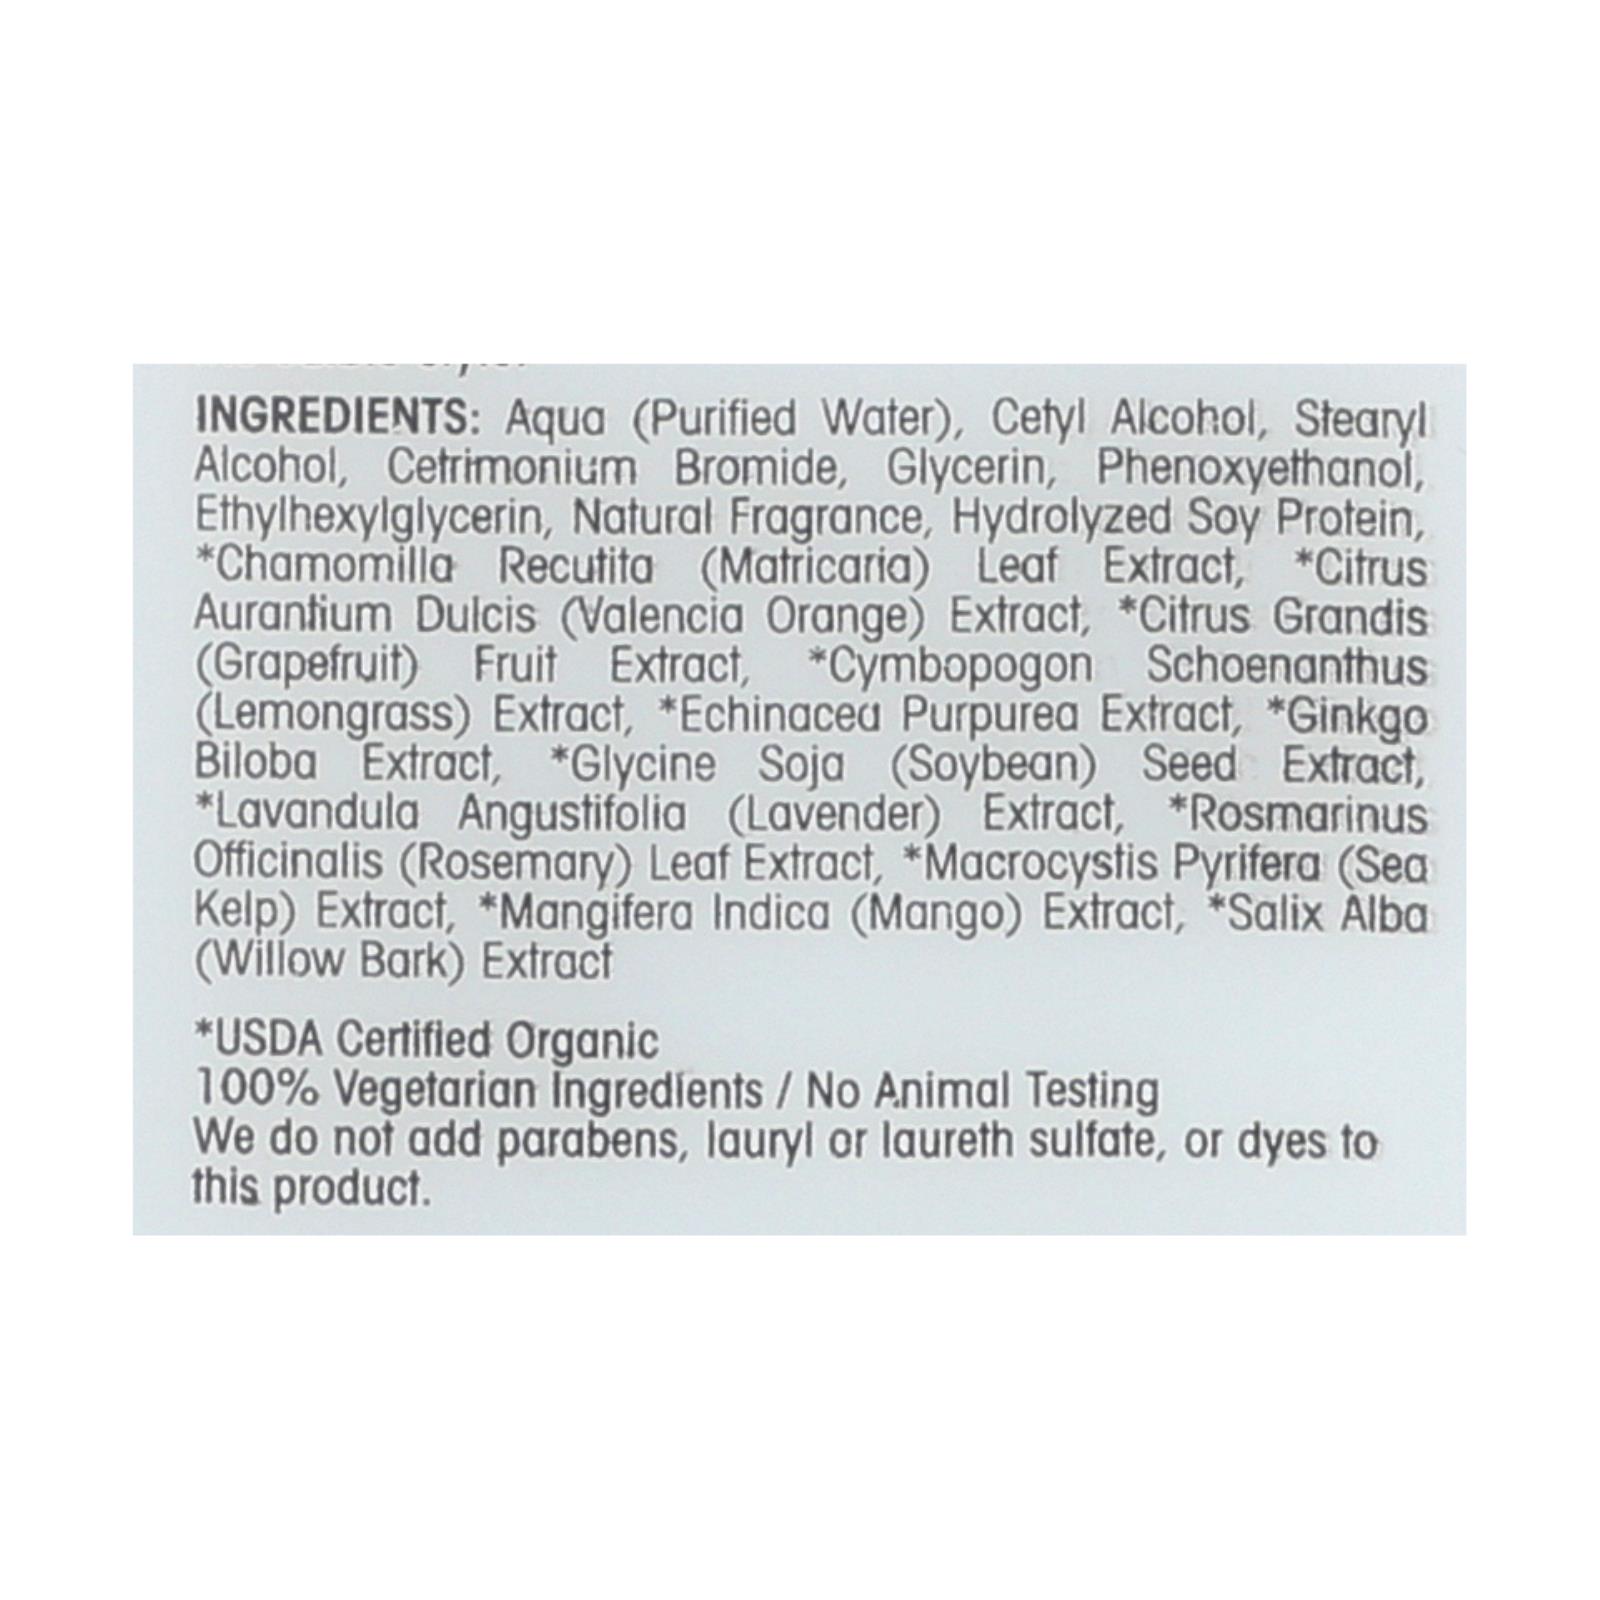 INGREDIENTS: Aqua (Purified Water), Cetyl Alcohol, Stearyl
Alcohol, Cetrimonium Bromide, Glycerin, Phenoxyethanol,
Ethylhexylglycerin, Natural Fragrance, Hydrolyzed Soy Protein,
*Chamomilla Recutita (Matricaria) Leaf Extract, *Citrus
Aurantium Dulcis (Valencia Orange) Extract, *Citrus Grandis
(Grapefruit) Fruit Extract, *Cymbopogon Schoenanthus
(Lemongrass) Extract, *Echinacea Purpurea Extract, *Ginkgo
Biloba Extract, *Glycine Soja (Soybean) Seed Extract,
*Lavandula Angustifolia (Lavender) Extract, *Rosmarinus
Officinalis (Rosemary) Leaf Extract, *Macrocystis Pyrifera (Sea
Kelp) Extract, *Mangifera Indica (Mango) Extract, *Salix Alba
(Willow Bark) Extract
*USDA Certified Organic
100% Vegetarian Ingredients / No Animal Testing
We do not add parabens, lauryl or laureth sulfate, or dyes to
this product.